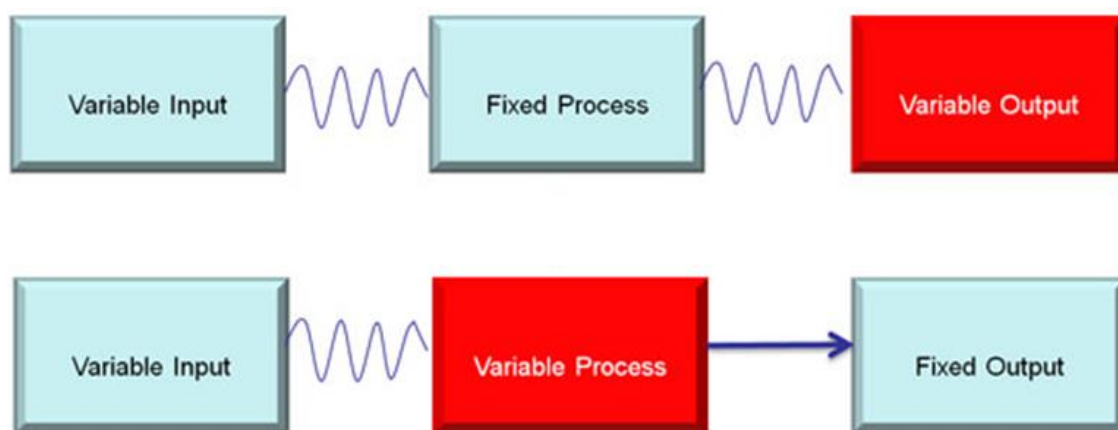 Variable Input
Fixed Process
Variable Output
Variable Input
Variable Process
Fixed Output